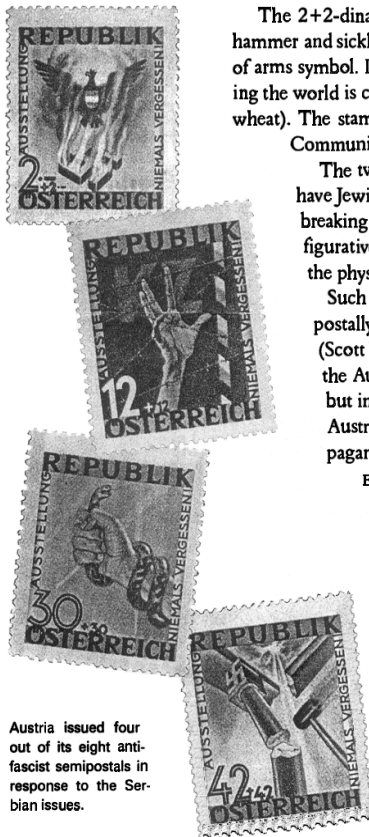 The 2+2-dina
hammer and sickl
of arms symbol. I
ing the world is c
wheat). The stam
Communi
The tw
have Jewi
breaking
figurative
the physi
Such
postally
(Scott
the Au
but in
Austri
pagan
E
REPUBLIK
AUSSTELLUNG
NIEMALS VERGESSEN!
2.-
+2.-
ÖSTERREICH
REPUBLIK
AUSSTELLUNG
KZ
NIEMALS VERGESSEN!
12+12
ÖSTERREICH
REPUBLIK
AUSSTELLUNG
NIEMALS VERGESSEN!
30+30
ÖSTERREICH
REPUBLIK
AUSSTELLUNG
NIEMALS VERGESSEN!
42+42
ÖSTERREICH
Austria issued four
out of its eight anti-
fascist semipostals in
response to the Ser-
bian issues.